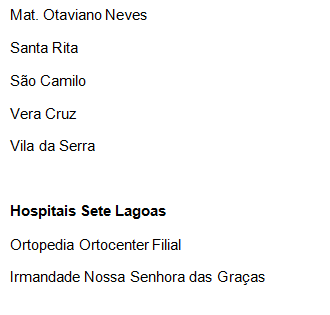 Mat. Otaviano Neves
Santa Rita
São Camilo
Vera Cruz
Vila da Serra
Hospitais Sete Lagoas
Ortopedia Ortocenter Filial
Irmandade Nossa Senhora das Graças